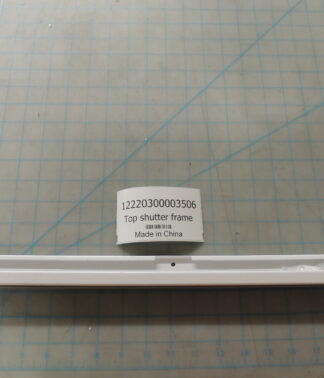 12220300003506
Top shutter frame
Made in China